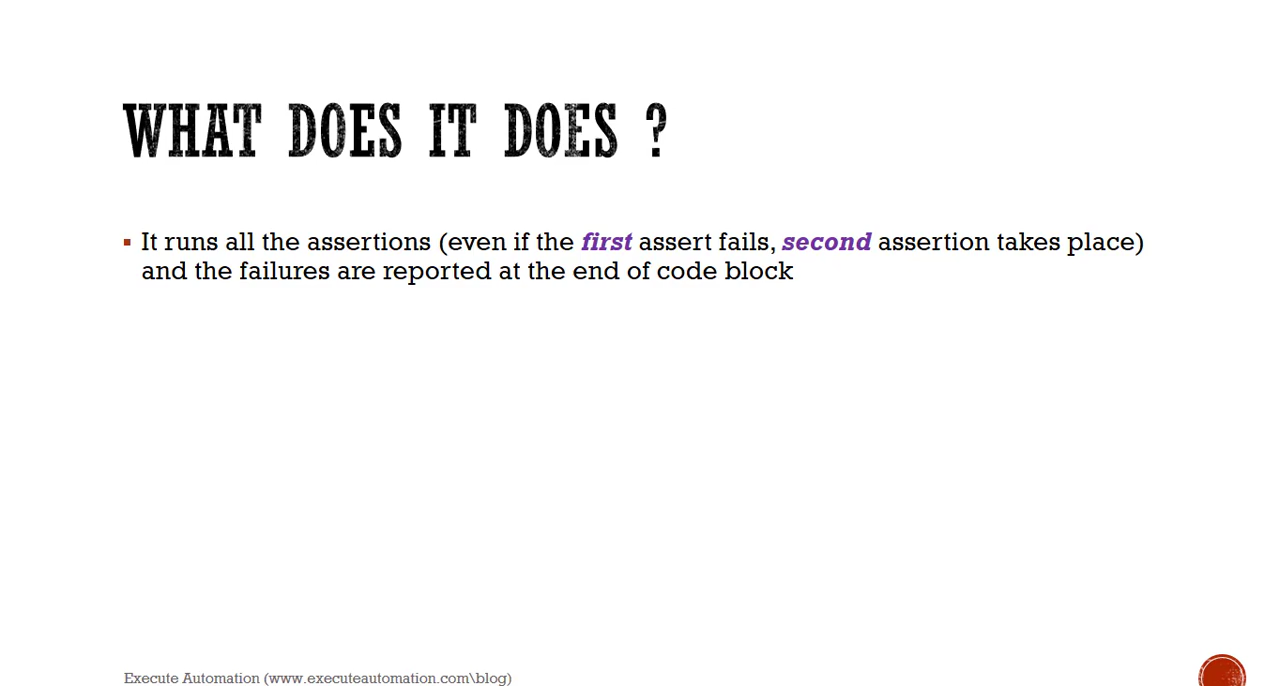 WHAT DOES IT DOES ?
It runs all the assertions (even if the first assert fails, second assertion takes place)
and the failures are reported at the end of code block
Execute Automation (www.executeautomation.com\blog)